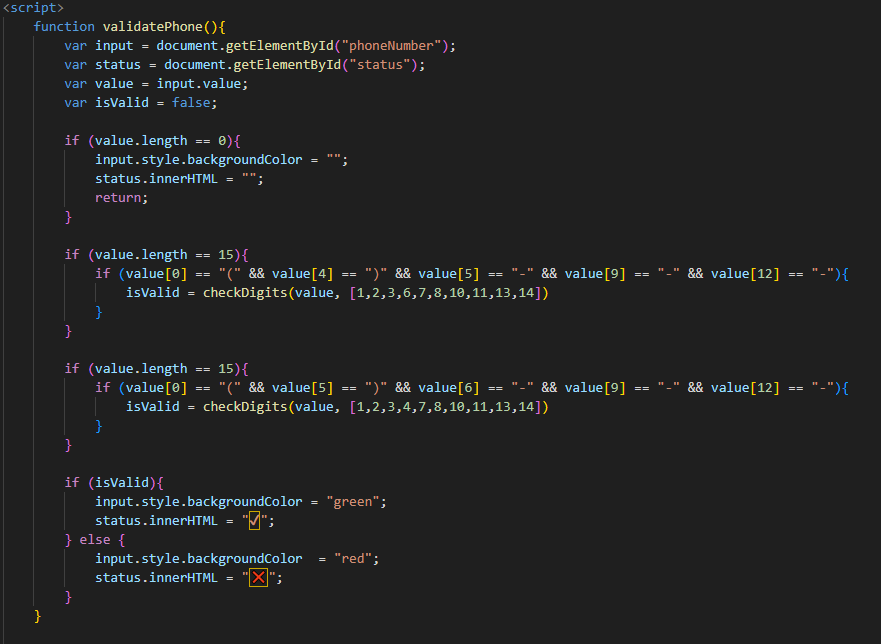 <script>
    function validatePhone(){
        var input = document.getElementById("phoneNumber");
        var status = document.getElementById("status");
        var value = input.value;
        var isValid = false;

        if (value.length == 0){
            input.style.backgroundColor = "";
            status.innerHTML = "";
            return;
        }

        if (value.length == 15){
            if (value[0] == "(" && value[4] == ")" && value[5] == "-" && value[9] == "-" && value[12] == "-"){
                isValid = checkDigits(value, [1,2,3,6,7,8,10,11,13,14])
            }
        }

        if (value.length == 15){
            if (value[0] == "(" && value[5] == ")" && value[6] == "-" && value[9] == "-" && value[12] == "-"){
                isValid = checkDigits(value, [1,2,3,4,7,8,10,11,13,14])
            }
        }

        if (isValid){
            input.style.backgroundColor = "green";
            status.innerHTML = "✓";
        } else {
            input.style.backgroundColor  = "red";
            status.innerHTML = "❌";
        }
    }